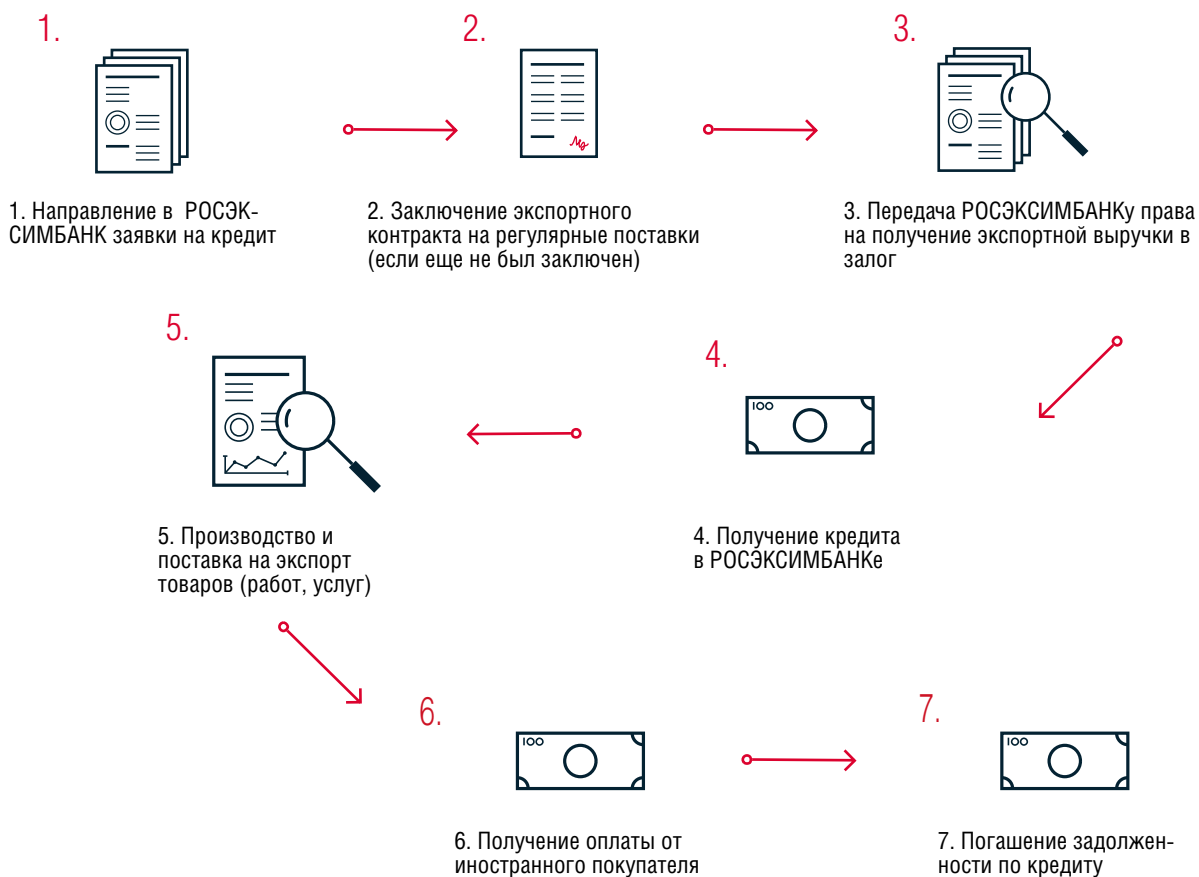 1.
2.
3.
1. Направление в РОСЭК-
СИМБАНК заявки на кредит
2. Заключение экспортного
контракта на регулярные поставки
(если еще не был заключен)
3. Передача РОСЭКСИМБАНКу права
на получение экспортной выручки в
залог
5.
4.
100
5. Производство и
поставка на экспорт
товаров (работ, услуг)
4. Получение кредита
в РОСЭКСИМБАНКе
6.
7.
100
100
6. Получение оплаты от
иностранного покупателя
7. Погашение задолжен-
ности по кредиту